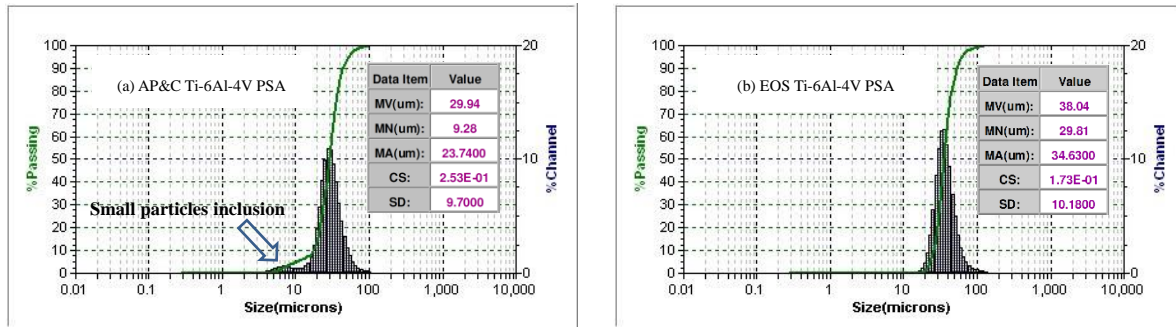 (a) AP&C Ti-6Al-4V PSA
%Passing
100
90
80
70
60
50
40
30
20
10
0
20
10
0
%Channel
Data Item Value
MV(um): 29.94
MN(um): 9.28
MA(um): 23.7400
CS: 2.53E-01
SD: 9.7000
Small particles inclusion
0.01 0.1 1 10 100 1,000 10,000
Size(microns)
(b) EOS Ti-6Al-4V PSA
%Passing
100
90
80
70
60
50
40
30
20
10
0
20
10
0
%Channel
Data Item Value
MV(um): 38.04
MN(um): 29.81
MA(um): 34.6300
CS: 1.73E-01
SD: 10.1800
0.01 0.1 1 10 100 1,000 10,000
Size(microns)